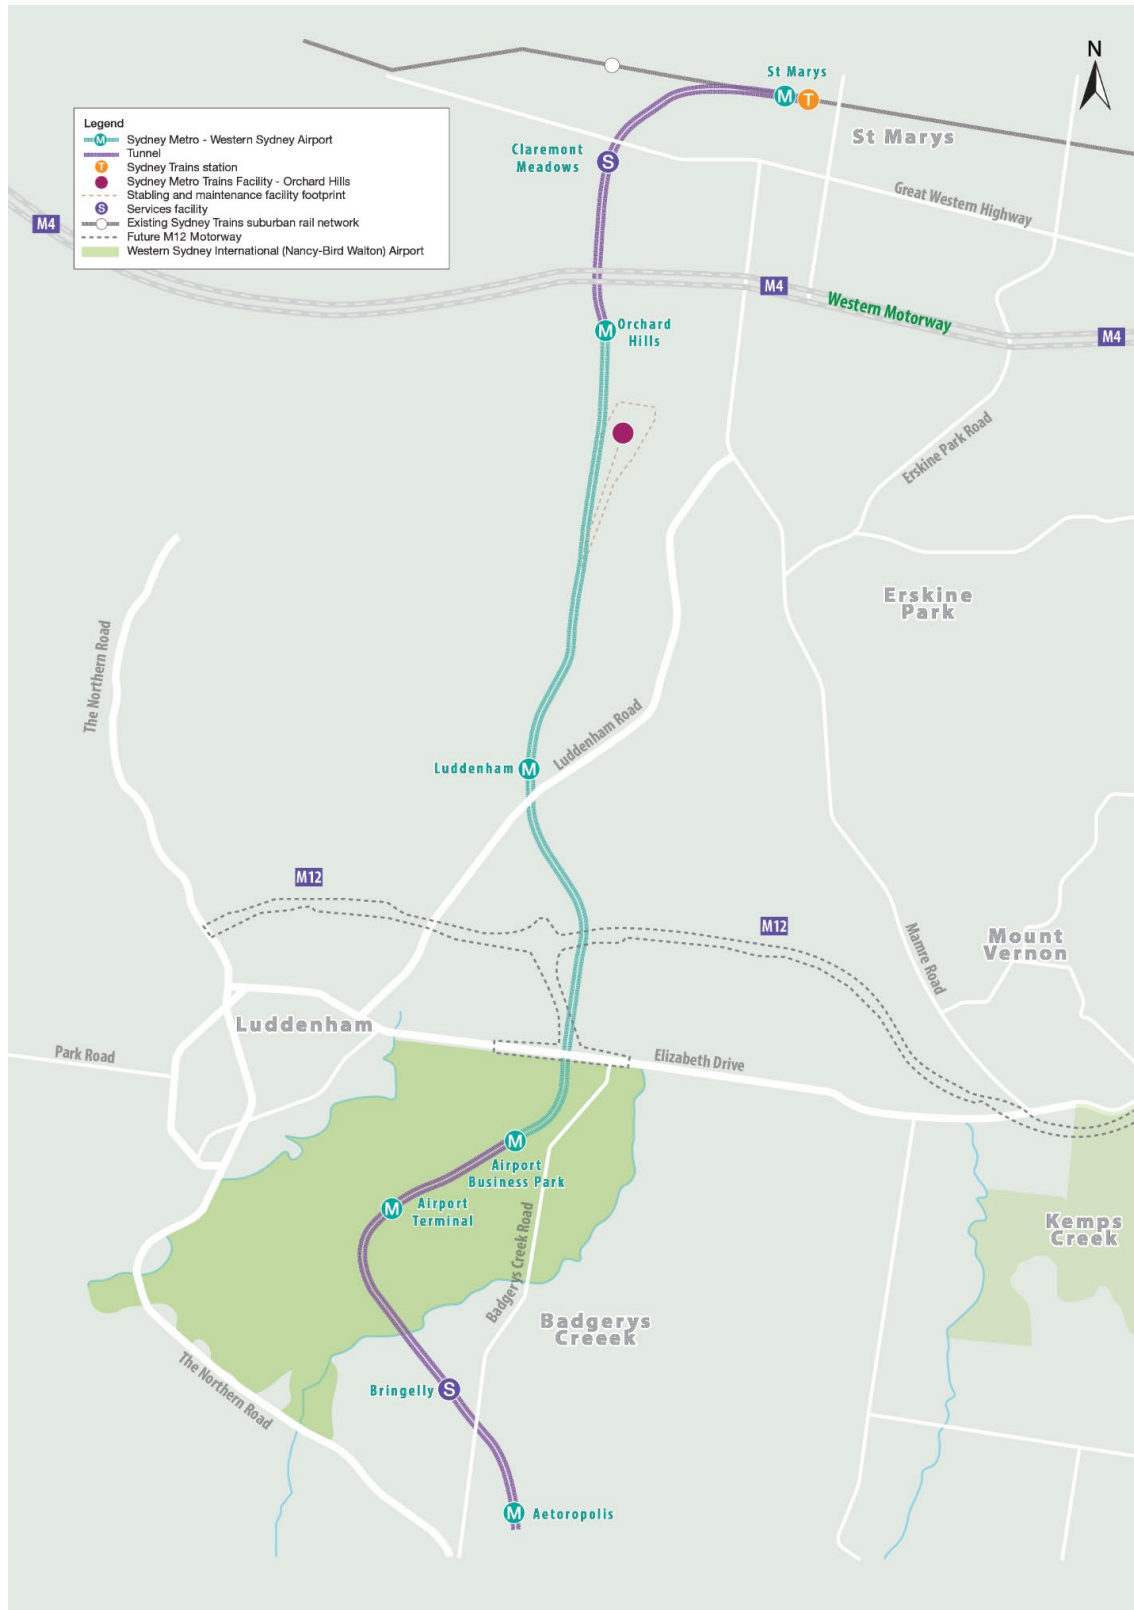 N
St Marys
M
T
St Marys
Legend
M Sydney Metro - Western Sydney Airport
Tunnel
T Sydney Trains station
Sydney Metro Trains Facility - Orchard Hills
Stabling and maintenance facility footprint
S Services facility
Existing Sydney Trains suburban rail network
Future M12 Motorway
Western Sydney International (Nancy-Bird Walton) Airport
Claremont
Meadows
S
Great Western Highway
M4
M4
Western Motorway
M4
M
Orchard
Hills
Erskine Park Road
Erskine
Park
The Northern Road
Luddenham Road
Luddenham
M
M12
M12
Mamre Road
Mount
Vernon
Luddenham
Park Road
Elizabeth Drive
M
Airport
Business Park
M
Airport
Terminal
Badgerys Creek Road
Kemps
Creek
Badgerys
Creeek
The Northern Road
Bringelly
S
M
Aetoropolis